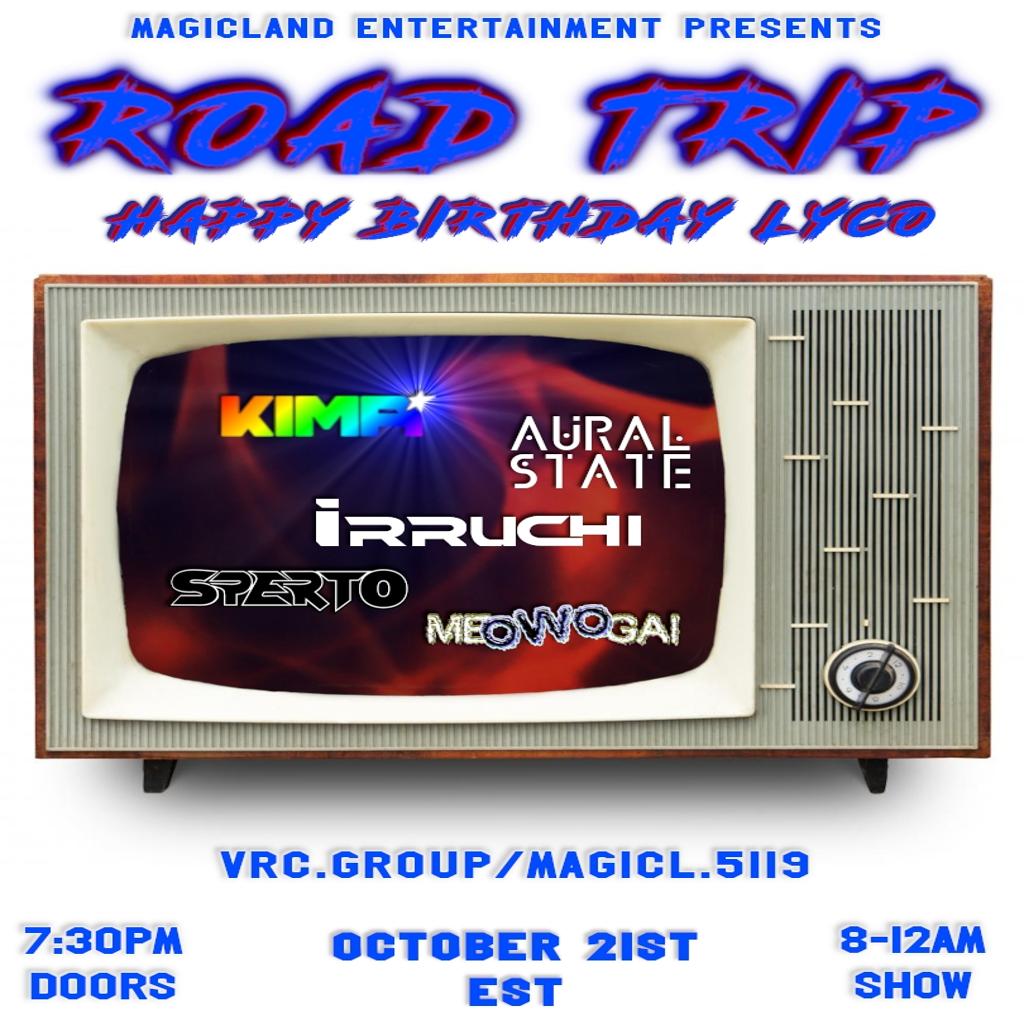 MAGICLAND ENTERTAINMENT PRESENTS
ROAD TRIP
HAPPY BIRTHDAY LYCO
KIMARI
AURAL
STATE
IRRUCHI
SPERTO
MEOWOGAI
VRC.GROUP/MAGICL.5119
7:30PM
DOORS
OCTOBER 21ST
EST
8-12AM
SHOW